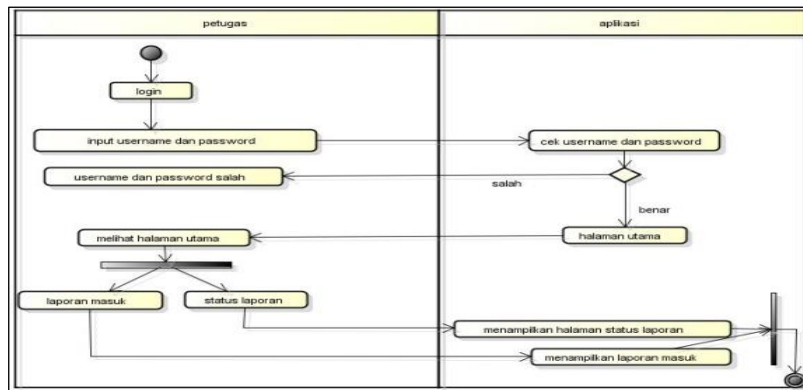 petugas
aplikasi
login
input username dan password
cek username dan password
username dan password salah
salah
benar
melihat halaman utama
halaman utama
laporan masuk
status laporan
menampilkan halaman status laporan
menampilkan laporan masuk